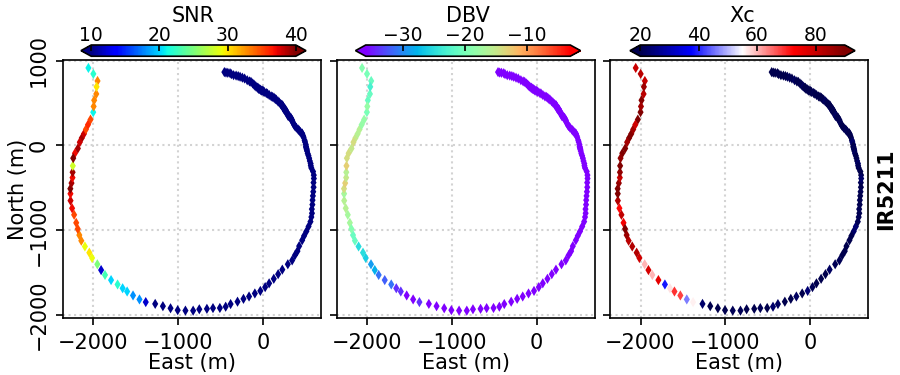 SNR DBV Xc
10 20 30 40 −30 −20 −10 20 40 60 80
1000
0
−1000
−2000
North (m)
IR5211
−2000 −1000 0 −2000 −1000 0 −2000 −1000 0
East (m) East (m) East (m)